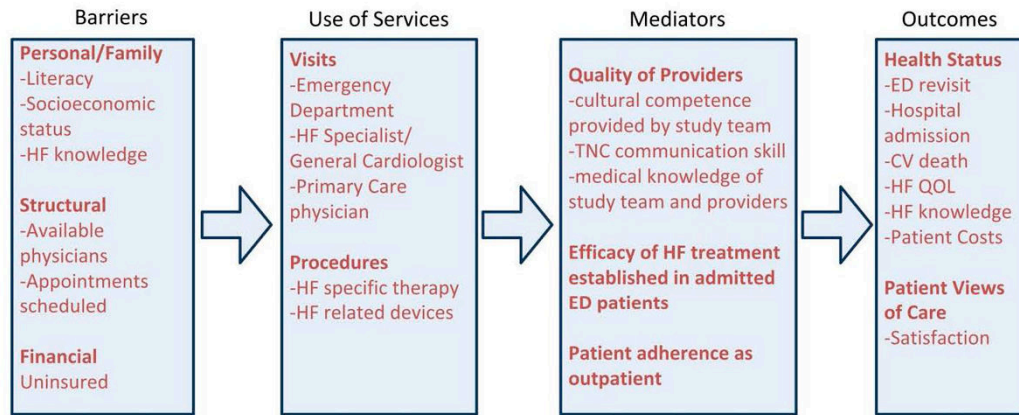 Barriers
Personal/Family
-Literacy
-Socioeconomic
status
-HF knowledge
Structural
-Available
physicians
-Appointments
scheduled
Financial
Uninsured
Use of Services
Visits
-Emergency
Department
-HF Specialist/
General Cardiologist
-Primary Care
physician
Procedures
-HF specific therapy
-HF related devices
Mediators
Quality of Providers
-cultural competence
provided by study team
-TNC communication skill
-medical knowledge of
study team and providers
Efficacy of HF treatment
established in admitted
ED patients
Patient adherence as
outpatient
Outcomes
Health Status
-ED revisit
-Hospital
admission
-CV death
-HF QOL
-HF knowledge
-Patient Costs
Patient Views
of Care
-Satisfaction